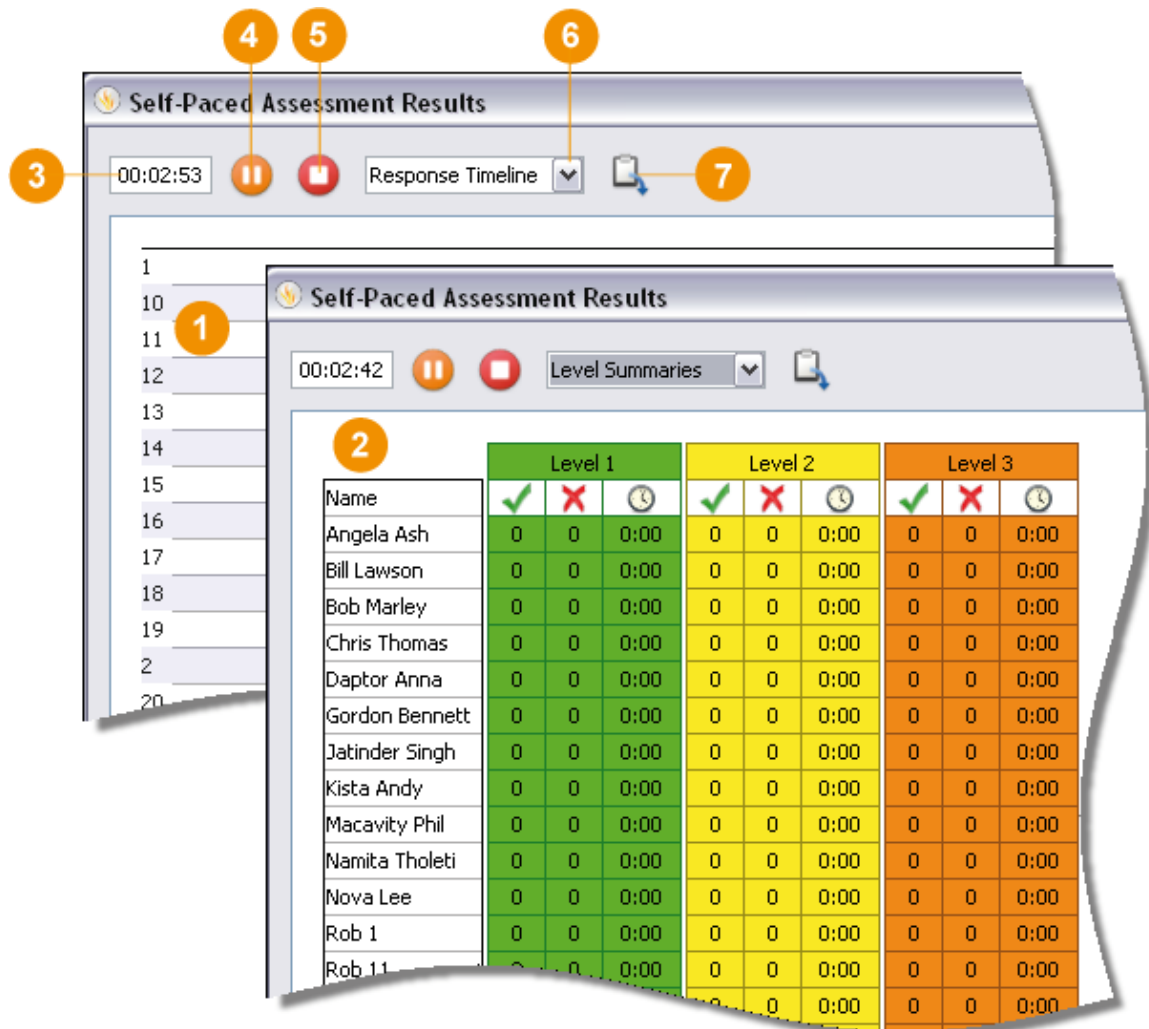 4 5 6
Self-Paced Assessment Results
3 00:02:53 Response Timeline 7
1
10
1
11
12
13
14
15
16
17
18
19
2
20
Self-Paced Assessment Results
00:02:42 Level Summaries
2
Level 1 Level 2 Level 3
Name
Angela Ash 0 0 0:00 0 0 0:00 0 0 0:00
Bill Lawson 0 0 0:00 0 0 0:00 0 0 0:00
Bob Marley 0 0 0:00 0 0 0:00 0 0 0:00
Chris Thomas 0 0 0:00 0 0 0:00 0 0 0:00
Daptor Anna 0 0 0:00 0 0 0:00 0 0 0:00
Gordon Bennett 0 0 0:00 0 0 0:00 0 0 0:00
Jatinder Singh 0 0 0:00 0 0 0:00 0 0 0:00
Kista Andy 0 0 0:00 0 0 0:00 0 0 0:00
Macavity Phil 0 0 0:00 0 0 0:00 0 0 0:00
Namita Tholeti 0 0 0:00 0 0 0:00 0 0 0:00
Nova Lee 0 0 0:00 0 0 0:00 0 0 0:00
Rob 1 0 0 0:00 0 0 0:00 0 0 0:00
Rob 11 0 0 0:00 0 0 0:00 0 0 0:00
0 0:00 0 0 0:00